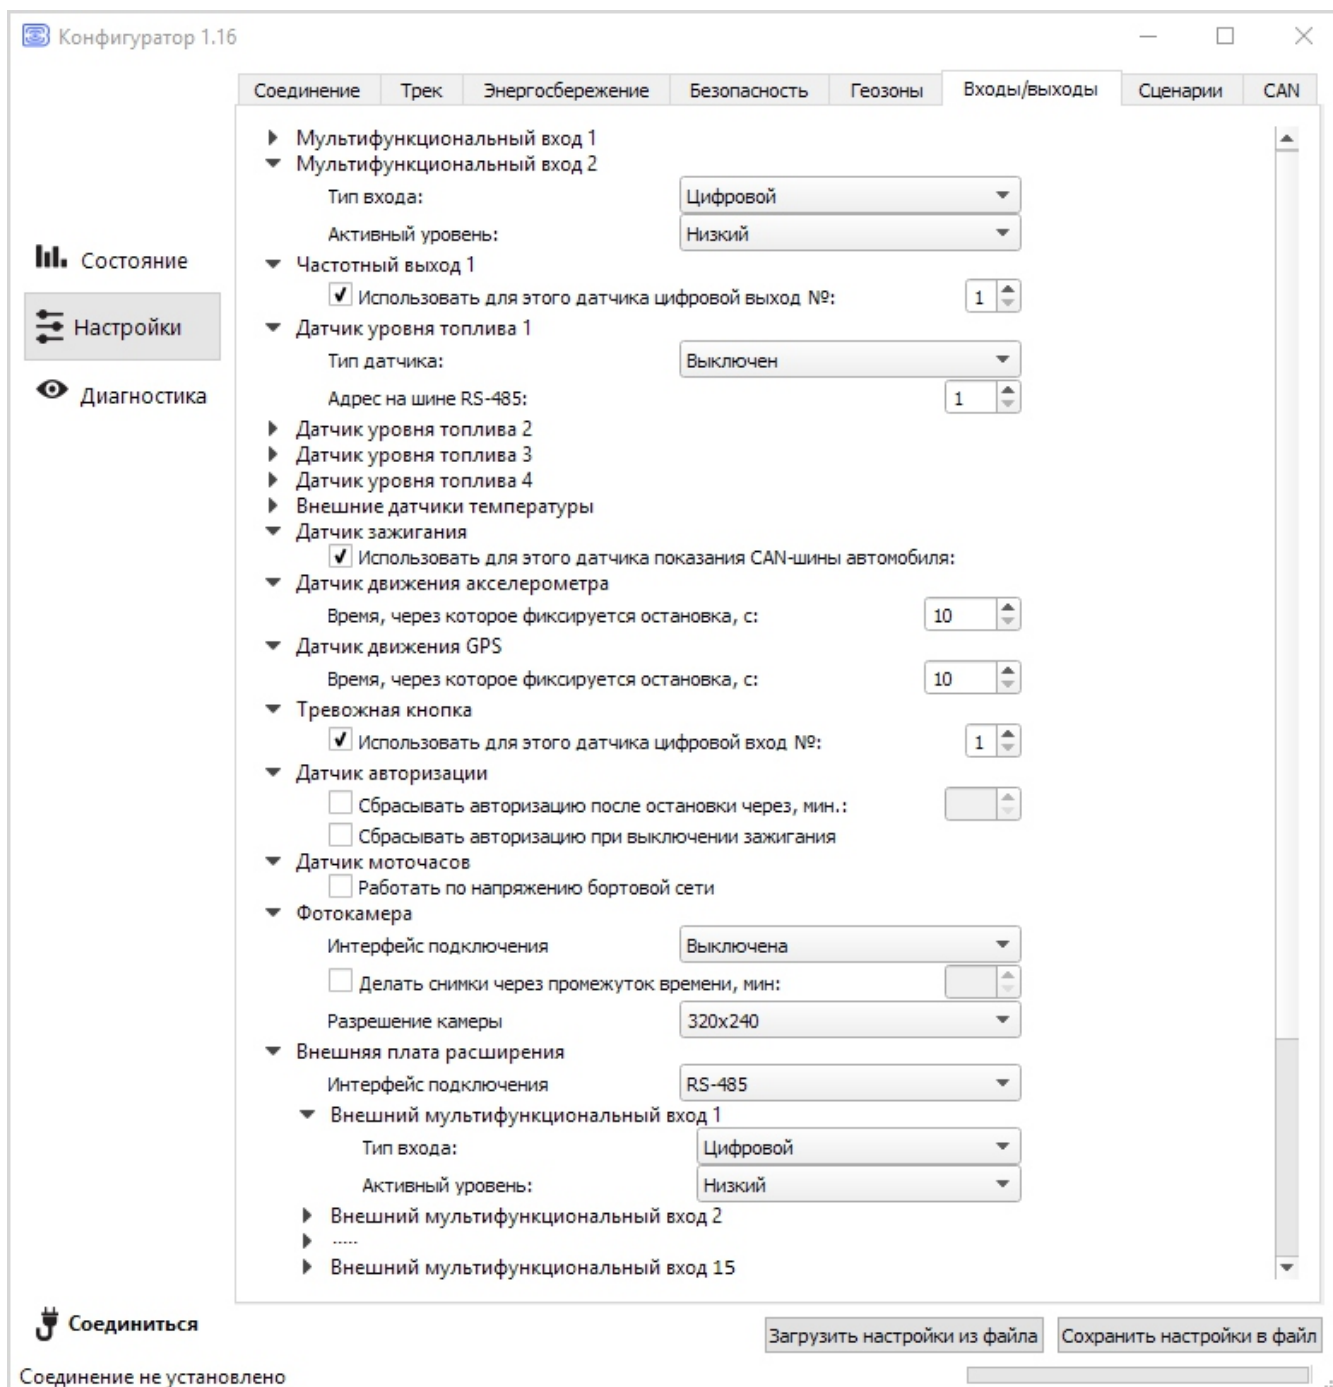 Конфигуратор 1.16
Соединение Трек Энергосбережение Безопасность Геозоны Входы/выходы Сценарии CAN
Мультифункциональный вход 1
Мультифункциональный вход 2
Тип входа: Цифровой
Активный уровень: Низкий
Состояние
Частотный выход 1
Использовать для этого датчика цифровой выход №: 1
Настройки
Датчик уровня топлива 1
Тип датчика: Выключен
Диагностика
Адрес на шине RS-485: 1
Датчик уровня топлива 2
Датчик уровня топлива 3
Датчик уровня топлива 4
Внешние датчики температуры
Датчик зажигания
Использовать для этого датчика показания CAN-шины автомобиля:
Датчик движения акселерометра
Время, через которое фиксируется остановка, с: 10
Датчик движения GPS
Время, через которое фиксируется остановка, с: 10
Тревожная кнопка
Использовать для этого датчика цифровой вход №: 1
Датчик авторизации
Сбрасывать авторизацию после остановки через, мин.:
Сбрасывать авторизацию при выключении зажигания
Датчик моточасов
Работать по напряжению бортовой сети
Фотокамера
Интерфейс подключения Выключена
Делать снимки через промежуток времени, мин:
Разрешение камеры 320x240
Внешняя плата расширения
Интерфейс подключения RS-485
Внешний мультифункциональный вход 1
Тип входа: Цифровой
Активный уровень: Низкий
Внешний мультифункциональный вход 2
.....
Внешний мультифункциональный вход 15
Соединиться
Загрузить настройки из файла Сохранить настройки в файл
Соединение не установлено